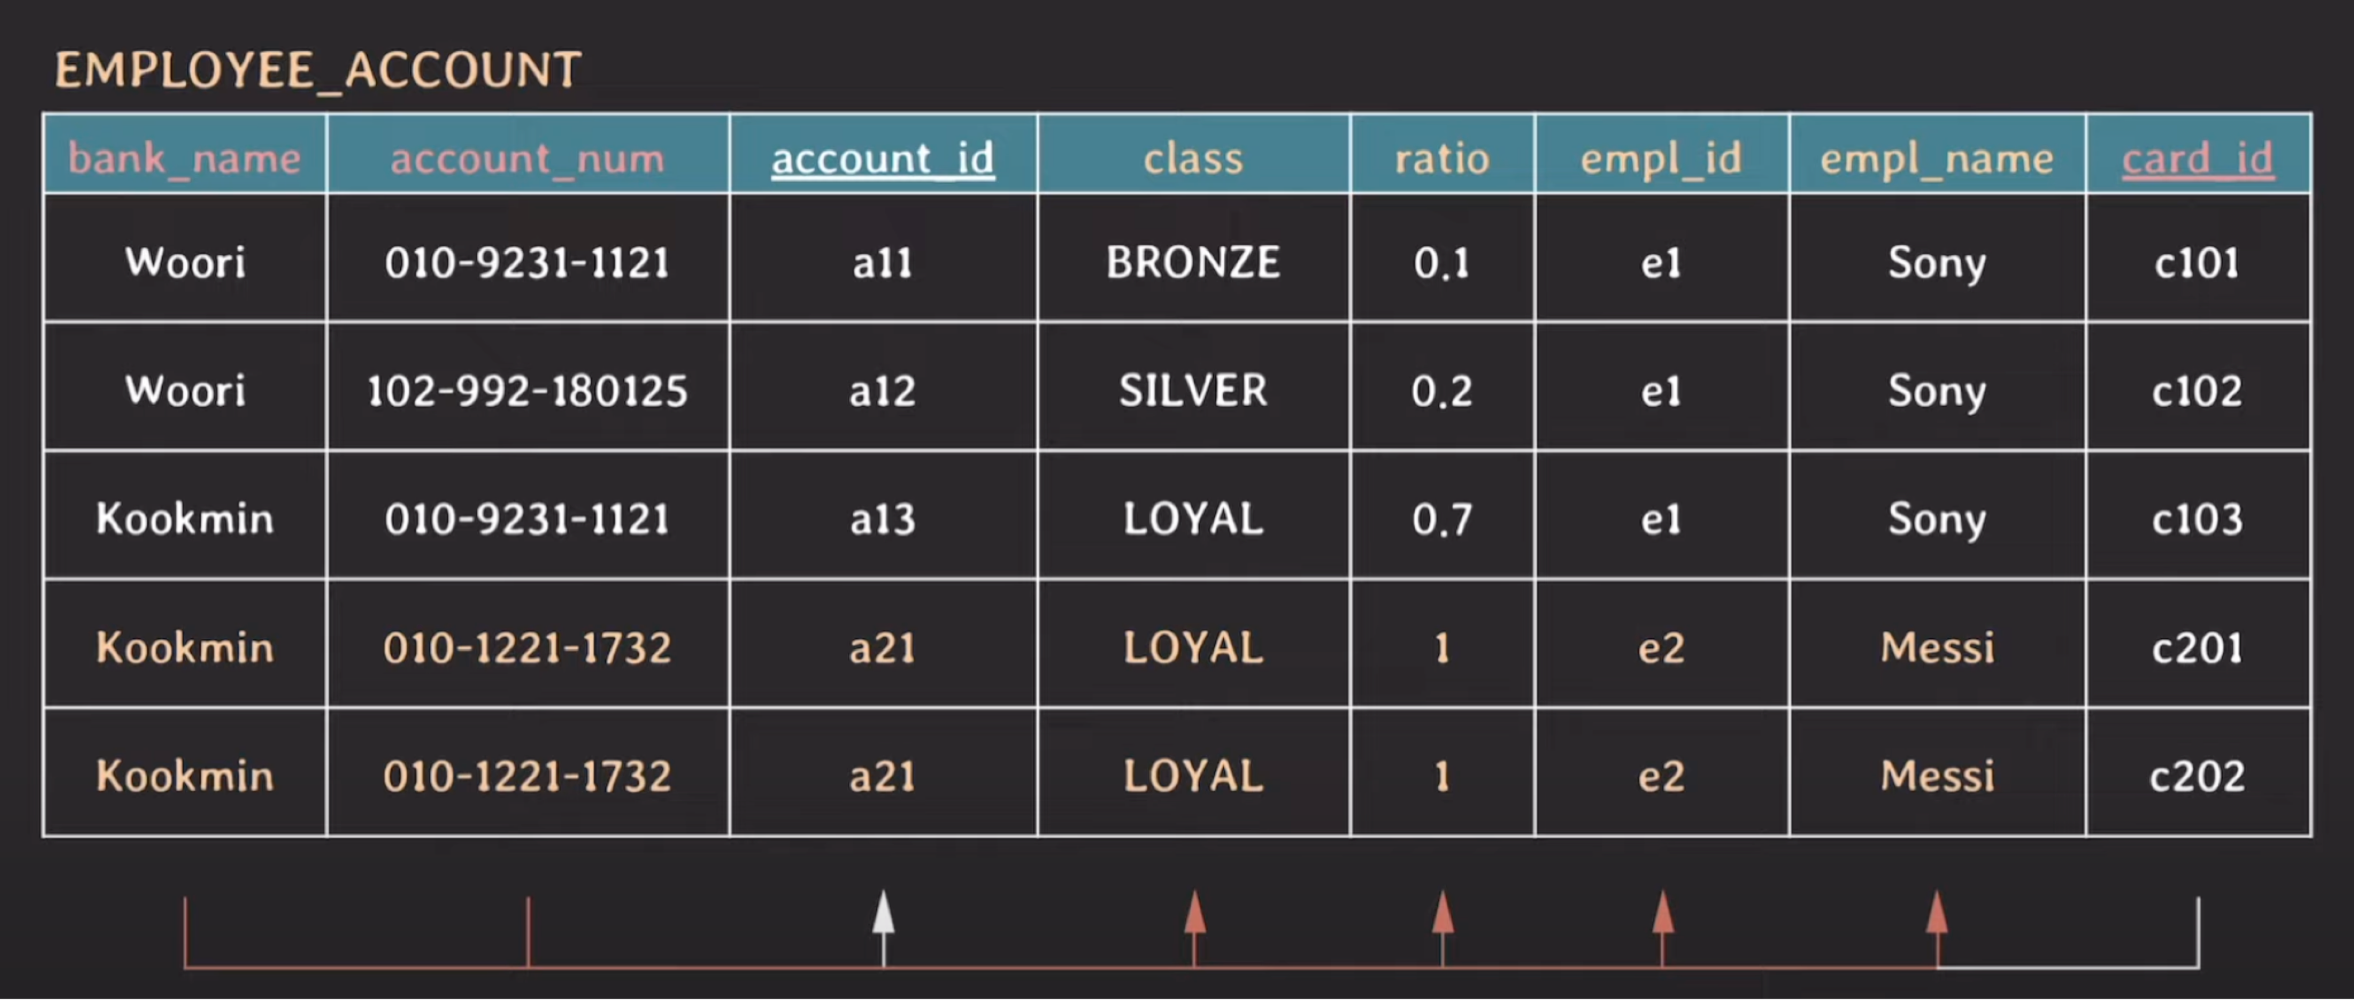 EMPLOYEE_ACCOUNT
bank_name account_num account_id class ratio empl_id empl_name card_id
Woori 010-9231-1121 a11 BRONZE 0.1 e1 Sony c101
Woori 102-992-180125 a12 SILVER 0.2 e1 Sony c102
Kookmin 010-9231-1121 a13 LOYAL 0.7 e1 Sony c103
Kookmin 010-1221-1732 a21 LOYAL 1 e2 Messi c201
Kookmin 010-1221-1732 a21 LOYAL 1 e2 Messi c202